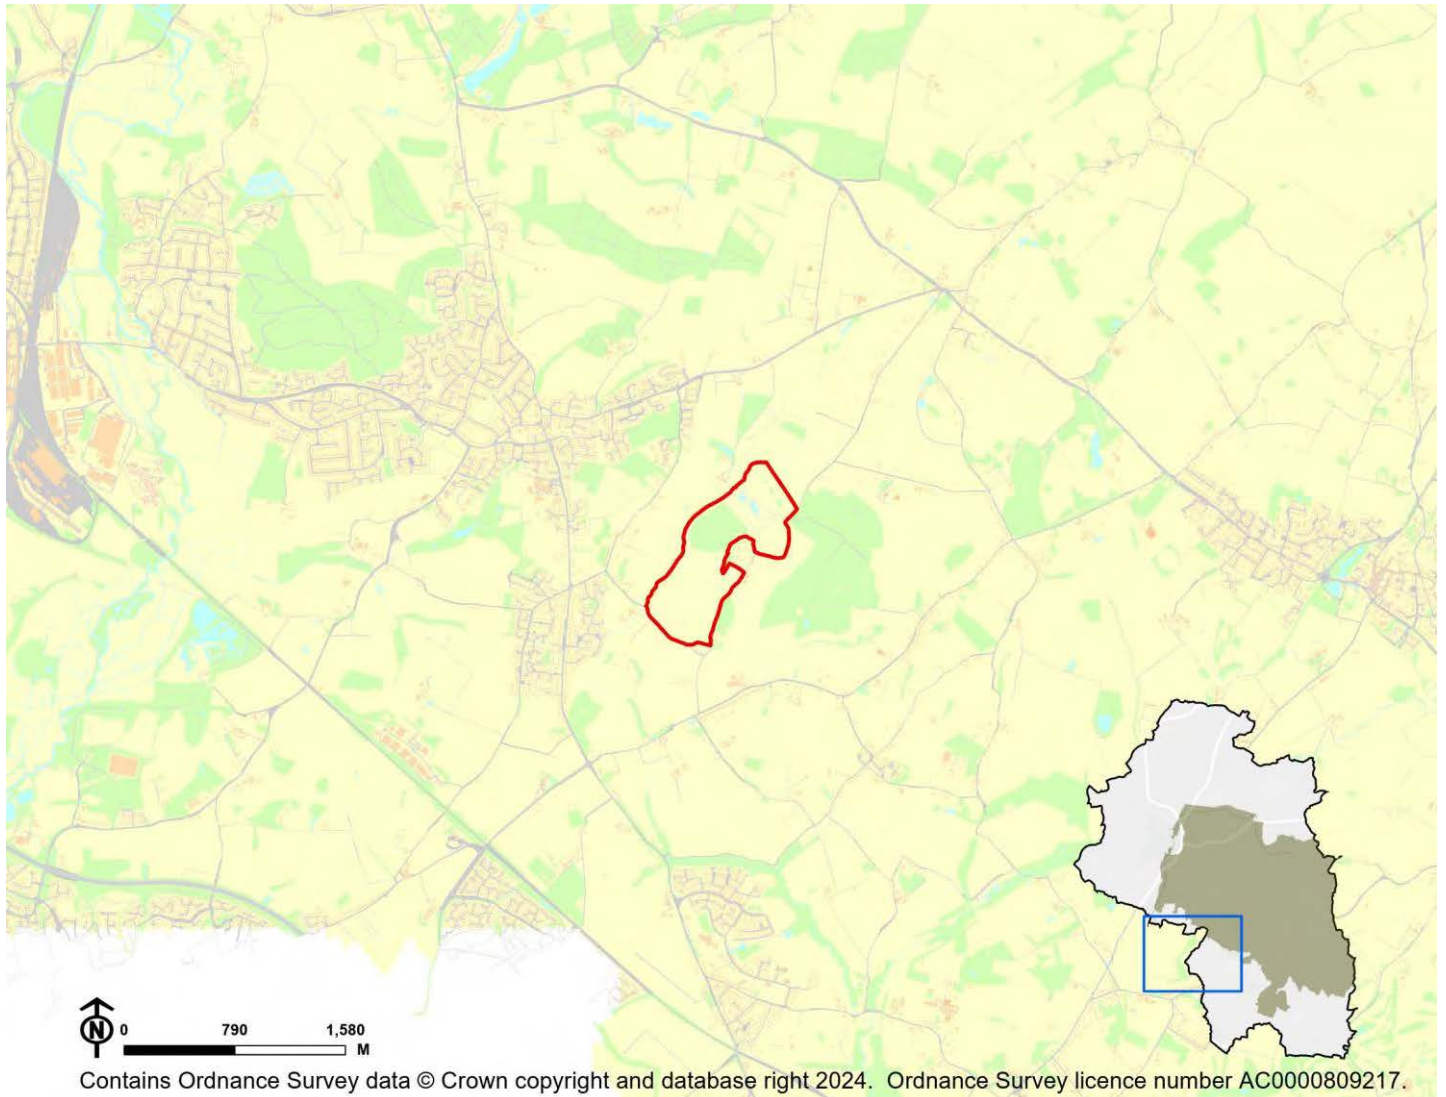 N
0 790 1,580
M
Contains Ordnance Survey data © Crown copyright and database right 2024. Ordnance Survey licence number AC0000809217.